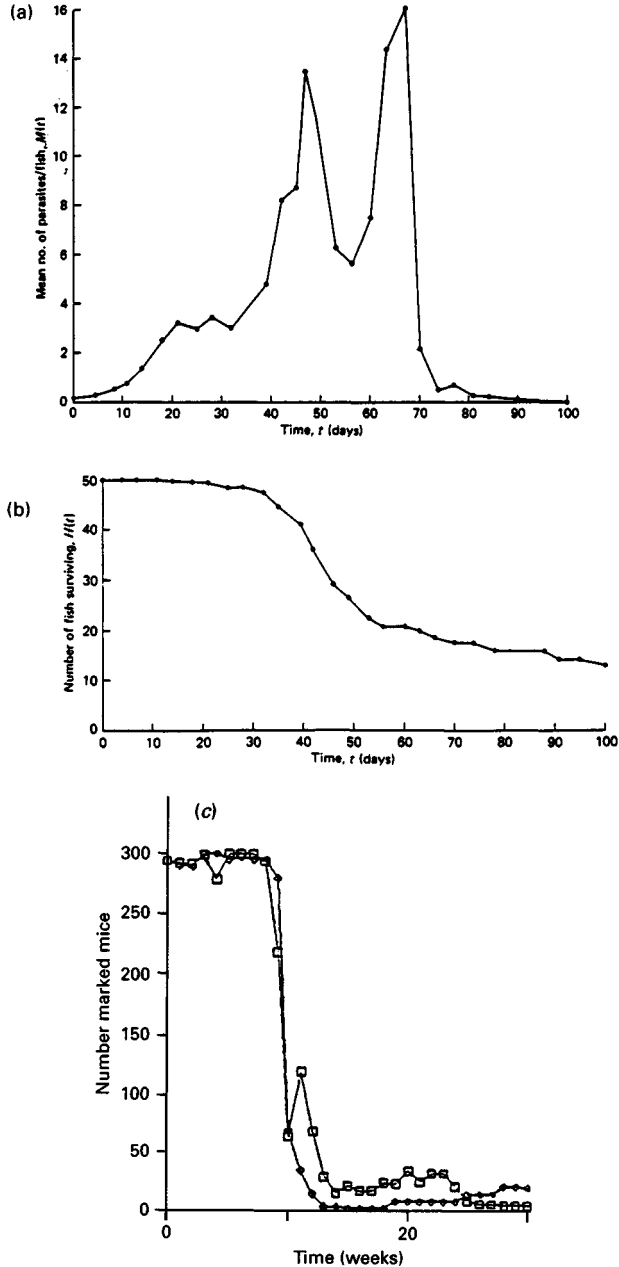 (a)
16
14
12
10
8
6
4
2
0
Mean no. of parasites/fish, M(t)
0 10 20 30 40 50 60 70 80 90 100
Time, t (days)
(b)
50
40
30
20
10
0
Number of fish surviving, H(t)
0 10 20 30 40 50 60 70 80 90 100
Time, t (days)
(c)
300
250
200
150
100
50
0
Number marked mice
0 20
Time (weeks)